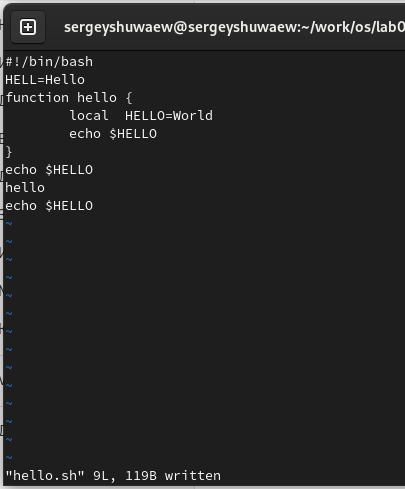 sergeyshuwaew@sergeyshuwaew:~/work/os/lab0
#!/bin/bash
HELL=Hello
function hello {
        local  HELLO=World
        echo $HELLO
}
echo $HELLO
hello
echo $HELLO
~
~
~
~
~
~
~
~
~
~
~
~
~
~
"hello.sh" 9L, 119B written